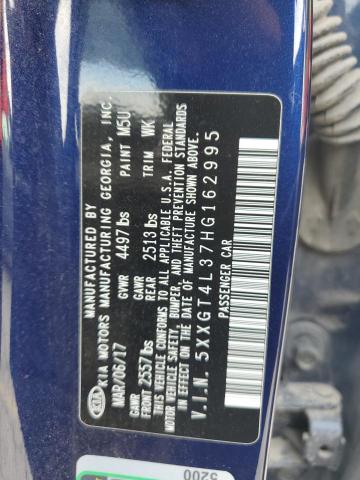 MANUFACTURED BY
KIA MOTORS MANUFACTURING GEORGIA, INC.
MAR/06/17 GVWR 4497 lbs PAINT M5U
GAWR FRONT 2557 lbs GAWR REAR 2513 lbs TRIM WK
THIS VEHICLE CONFORMS TO ALL APPLICABLE U.S.A. FEDERAL
MOTOR VEHICLE SAFETY, BUMPER, AND THEFT PREVENTION STANDARDS
IN EFFECT ON THE DATE OF MANUFACTURE SHOWN ABOVE.
V.I.N. 5XXGT4L37HG162995
PASSENGER CAR
KIA
5200